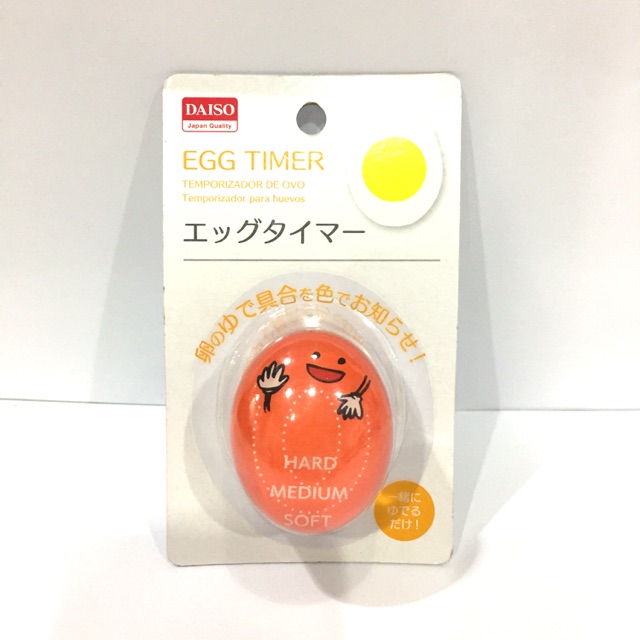 DAISO
Japan Quality
EGG TIMER
TEMPORIZADOR DE OVO
Temporizador para huevos
エッグタイマー
卵のゆで具合を色でお知らせ!
HARD
MEDIUM
SOFT
一緒に
ゆでる
だけ!